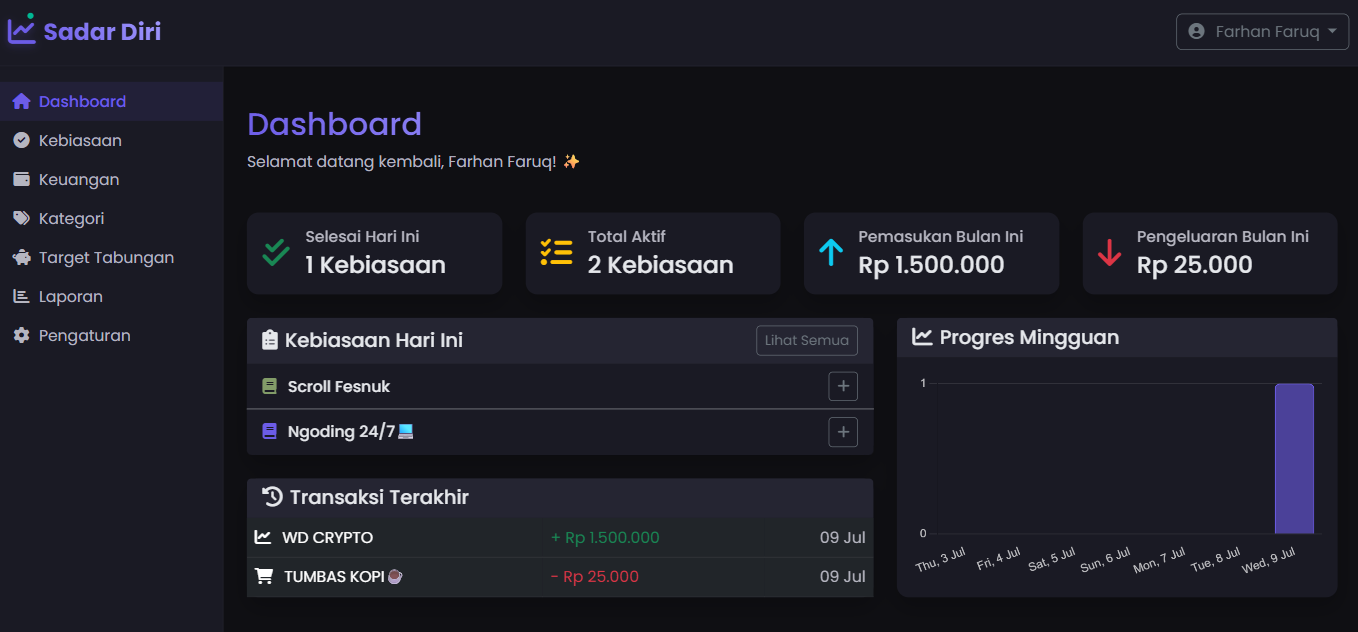 Sadar Diri
Farhan Faruq
Dashboard
Kebiasaan
Keuangan
Kategori
Target Tabungan
Laporan
Pengaturan
Dashboard
Selamat datang kembali, Farhan Faruq! ✨
Selesai Hari Ini
1 Kebiasaan
Total Aktif
2 Kebiasaan
Pemasukan Bulan Ini
Rp 1.500.000
Pengeluaran Bulan Ini
Rp 25.000
Kebiasaan Hari Ini
Lihat Semua
Scroll Fesnuk
+
Ngoding 24/7💻
+
Transaksi Terakhir
WD CRYPTO + Rp 1.500.000 09 Jul
TUMBAS KOPI☕ - Rp 25.000 09 Jul
Progres Mingguan
1
0
Thu, 3 Jul Fri, 4 Jul Sat, 5 Jul Sun, 6 Jul Mon, 7 Jul Tue, 8 Jul Wed, 9 Jul